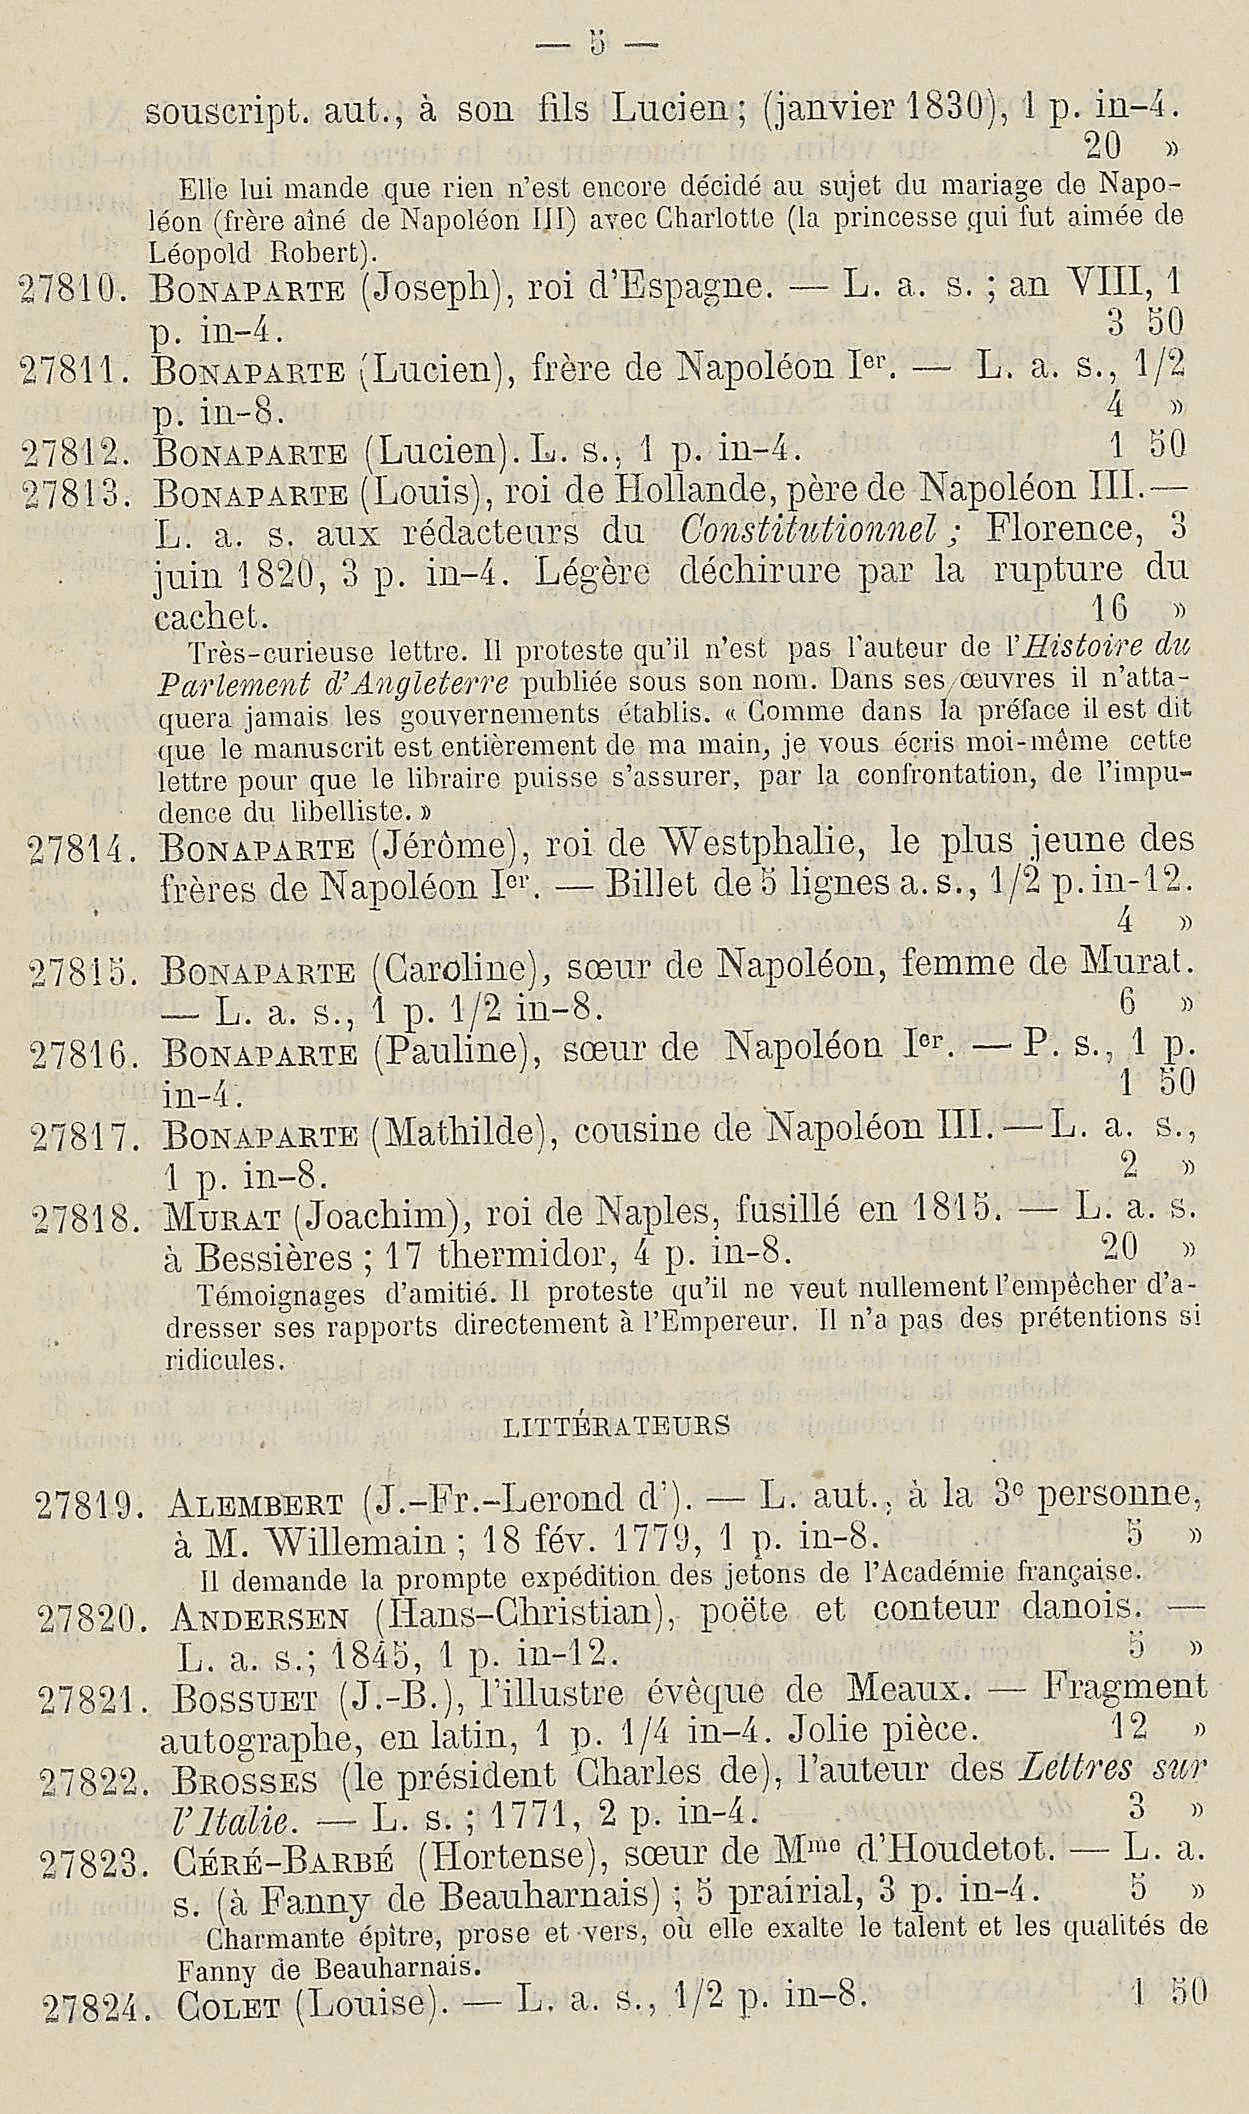 — 5 —
souscript. aut., à son fils Lucien; (janvier 1830), 1 p. in-4.
20 »
Elle lui mande que rien n'est encore décidé au sujet du mariage de Napo-
léon (frère aîné de Napoléon III) avec Charlotte (la princesse qui fut aimée de
Léopold Robert).
27810. BONAPARTE (Joseph), roi d'Espagne. — L. a. s. ; an VIII, 1
p. in-4. 3 50
27811. BONAPARTE (Lucien), frère de Napoléon Ier. — L. a. s., 1/2
p. in-8. 4 »
27812. BONAPARTE (Lucien). L. s., 1 p. in-4. 1 50
27813. BONAPARTE (Louis), roi de Hollande, père de Napoléon III. —
L. a. s. aux rédacteurs du Constitutionnel ; Florence, 3
juin 1820, 3 p. in-4. Légère déchirure par la rupture du
cachet. 16 »
Très-curieuse lettre. Il proteste qu'il n'est pas l'auteur de l'Histoire du
Parlement d'Angleterre publiée sous son nom. Dans ses œuvres il n'atta-
quera jamais les gouvernements établis. « Comme dans la préface il est dit
que le manuscrit est entièrement de ma main, je vous écris moi-même cette
lettre pour que le libraire puisse s'assurer, par la confrontation, de l'impu-
dence du libelliste. »
27814. BONAPARTE (Jérôme), roi de Westphalie, le plus jeune des
frères de Napoléon Ier. — Billet de 5 lignes a. s., 1/2 p. in-12.
4 »
27815. BONAPARTE (Caroline), sœur de Napoléon, femme de Murat.
— L. a. s., 1 p. 1/2 in-8. 6 »
27816. BONAPARTE (Pauline), sœur de Napoléon Ier. — P. s., 1 p.
in-4. 1 50
27817. BONAPARTE (Mathilde), cousine de Napoléon III. — L. a. s.,
1 p. in-8. 2 »
27818. MURAT (Joachim), roi de Naples, fusillé en 1815. — L. a. s.
à Bessières ; 17 thermidor, 4 p. in-8. 20 »
Témoignages d'amitié. Il proteste qu'il ne veut nullement l'empêcher d'a-
dresser ses rapports directement à l'Empereur. Il n'a pas des prétentions si
ridicules.
LITTÉRATEURS
27819. ALEMBERT (J.-Fr.-Lerond d'). — L. aut., à la 3e personne,
à M. Willemain ; 18 fév. 1779, 1 p. in-8. 5 »
Il demande la prompte expédition des jetons de l'Académie française.
27820. ANDERSEN (Hans-Christian), poëte et conteur danois. —
L. a. s.; 1845, 1 p. in-12. 5 »
27821. BOSSUET (J.-B.), l'illustre évèque de Meaux. — Fragment
autographe, en latin, 1 p. 1/4 in-4. Jolie pièce. 12 »
27822. BROSSES (le président Charles de), l'auteur des Lettres sur
l'Italie. — L. s. ; 1771, 2 p. in-4. 3 »
27823. CÉRÉ-BARBÉ (Hortense), sœur de Mme d'Houdetot. — L. a.
s. (à Fanny de Beauharnais) ; 5 prairial, 3 p. in-4. 5 »
Charmante épître, prose et vers, où elle exalte le talent et les qualités de
Fanny de Beauharnais.
27824. COLET (Louise). — L. a. s., 1/2 p. in-8. 1 50